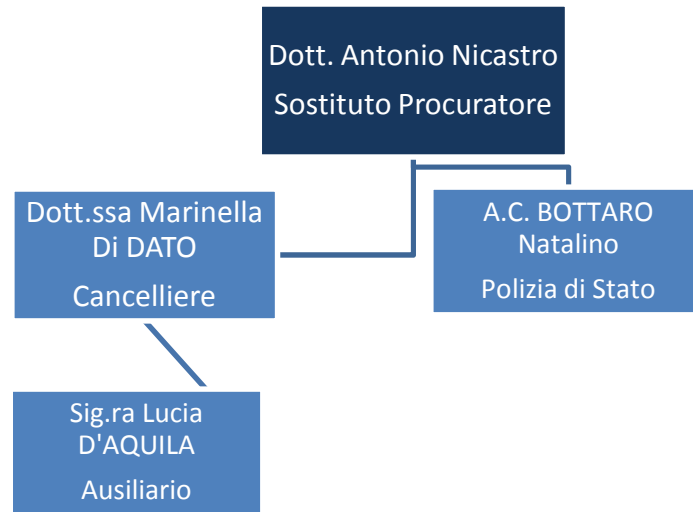 Dott. Antonio Nicastro
Sostituto Procuratore
Dott.ssa Marinella
Di DATO
Cancelliere
A.C. BOTTARO
Natalino
Polizia di Stato
Sig.ra Lucia
D'AQUILA
Ausiliario